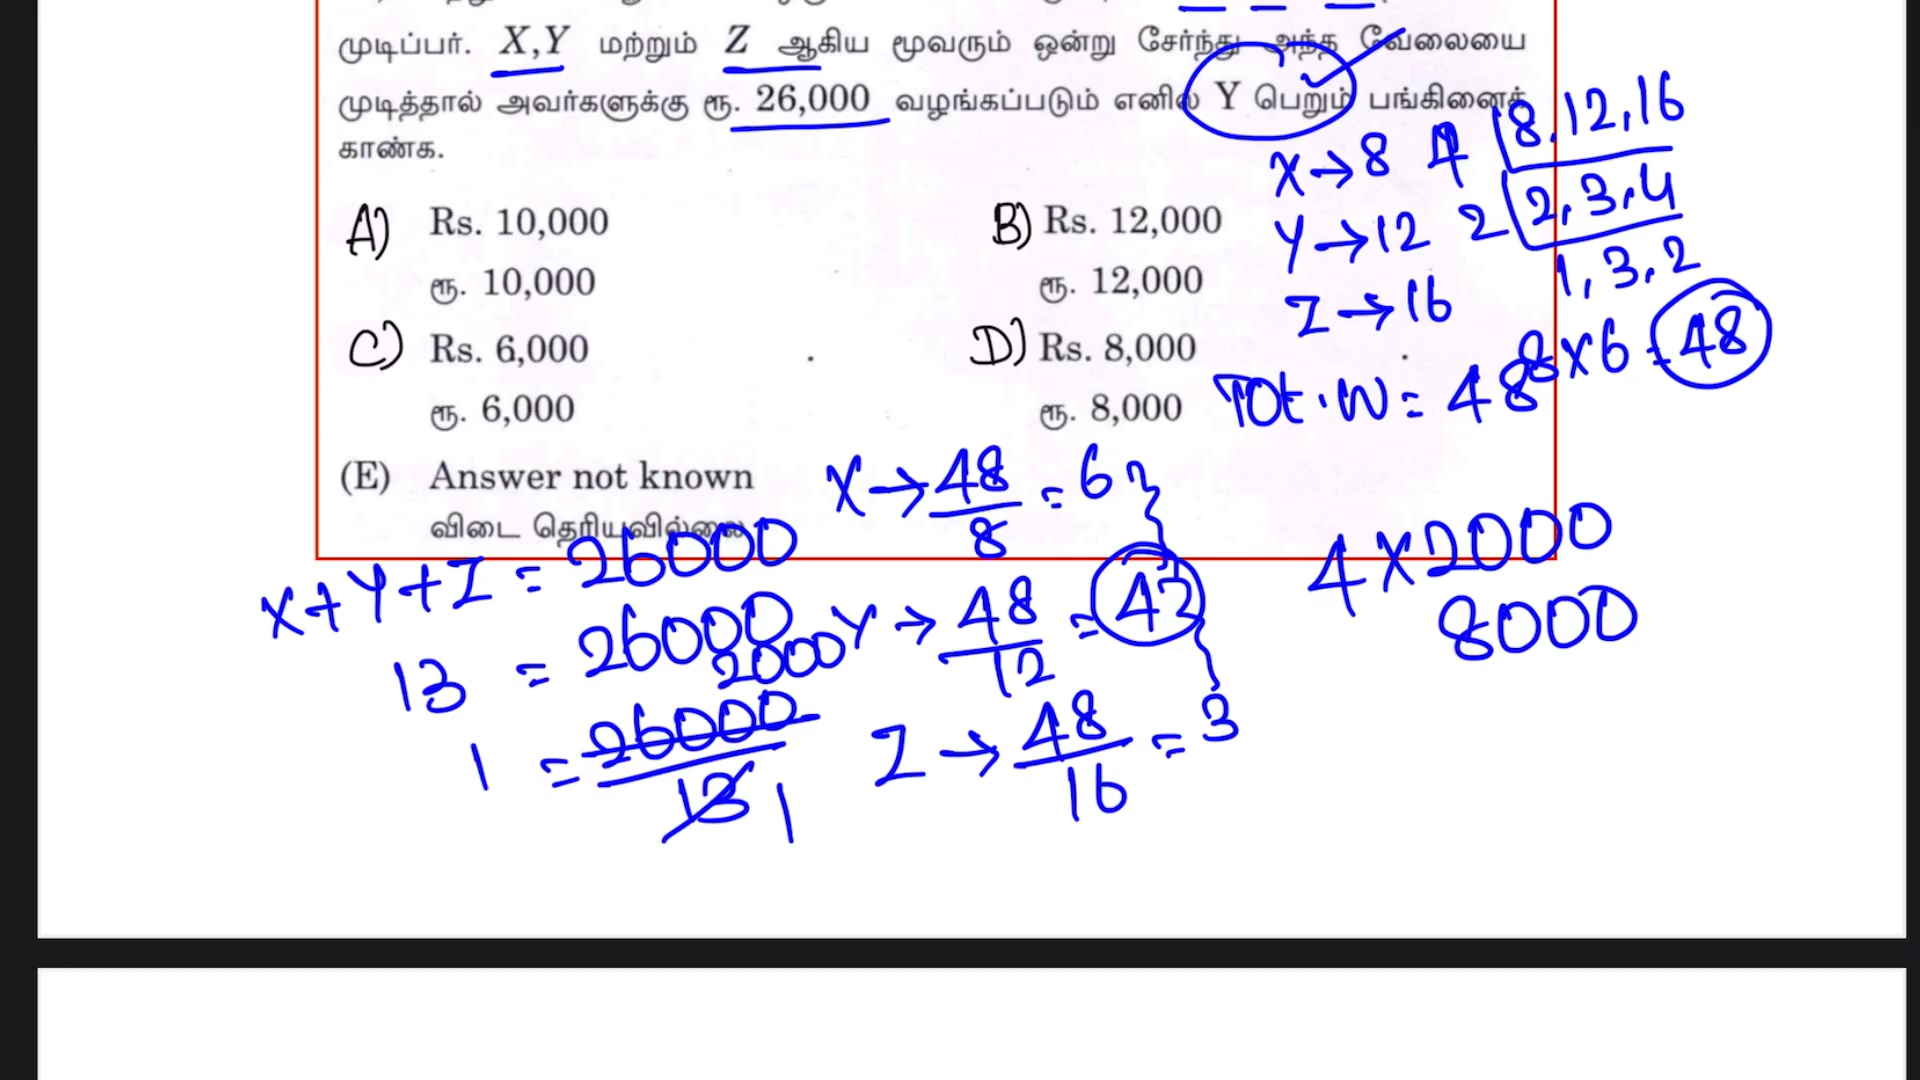 முடிப்பர். X,Y மற்றும் Z ஆகிய மூவரும் ஒன்று சேர்ந்து அந்த வேலையை
முடித்தால் அவர்களுக்கு ரூ. 26,000 வழங்கப்படும் எனில் Y பெறும் பங்கினைக்
காண்க.
A) Rs. 10,000
ரூ. 10,000
B) Rs. 12,000
ரூ. 12,000
C) Rs. 6,000
ரூ. 6,000
D) Rs. 8,000
ரூ. 8,000
(E) Answer not known
விடை தெரியவில்லை
X → 8
Y → 12
Z → 16
4 8,12,16
2 2,3,4
1,3,2
8×6 = 48
Tot.W = 48
X → 48/8 = 6
Y → 48/12 = 4
Z → 48/16 = 3
X+Y+Z = 26000
13 = 26000
2000
1 = 26000/13 1
4×2000
8000